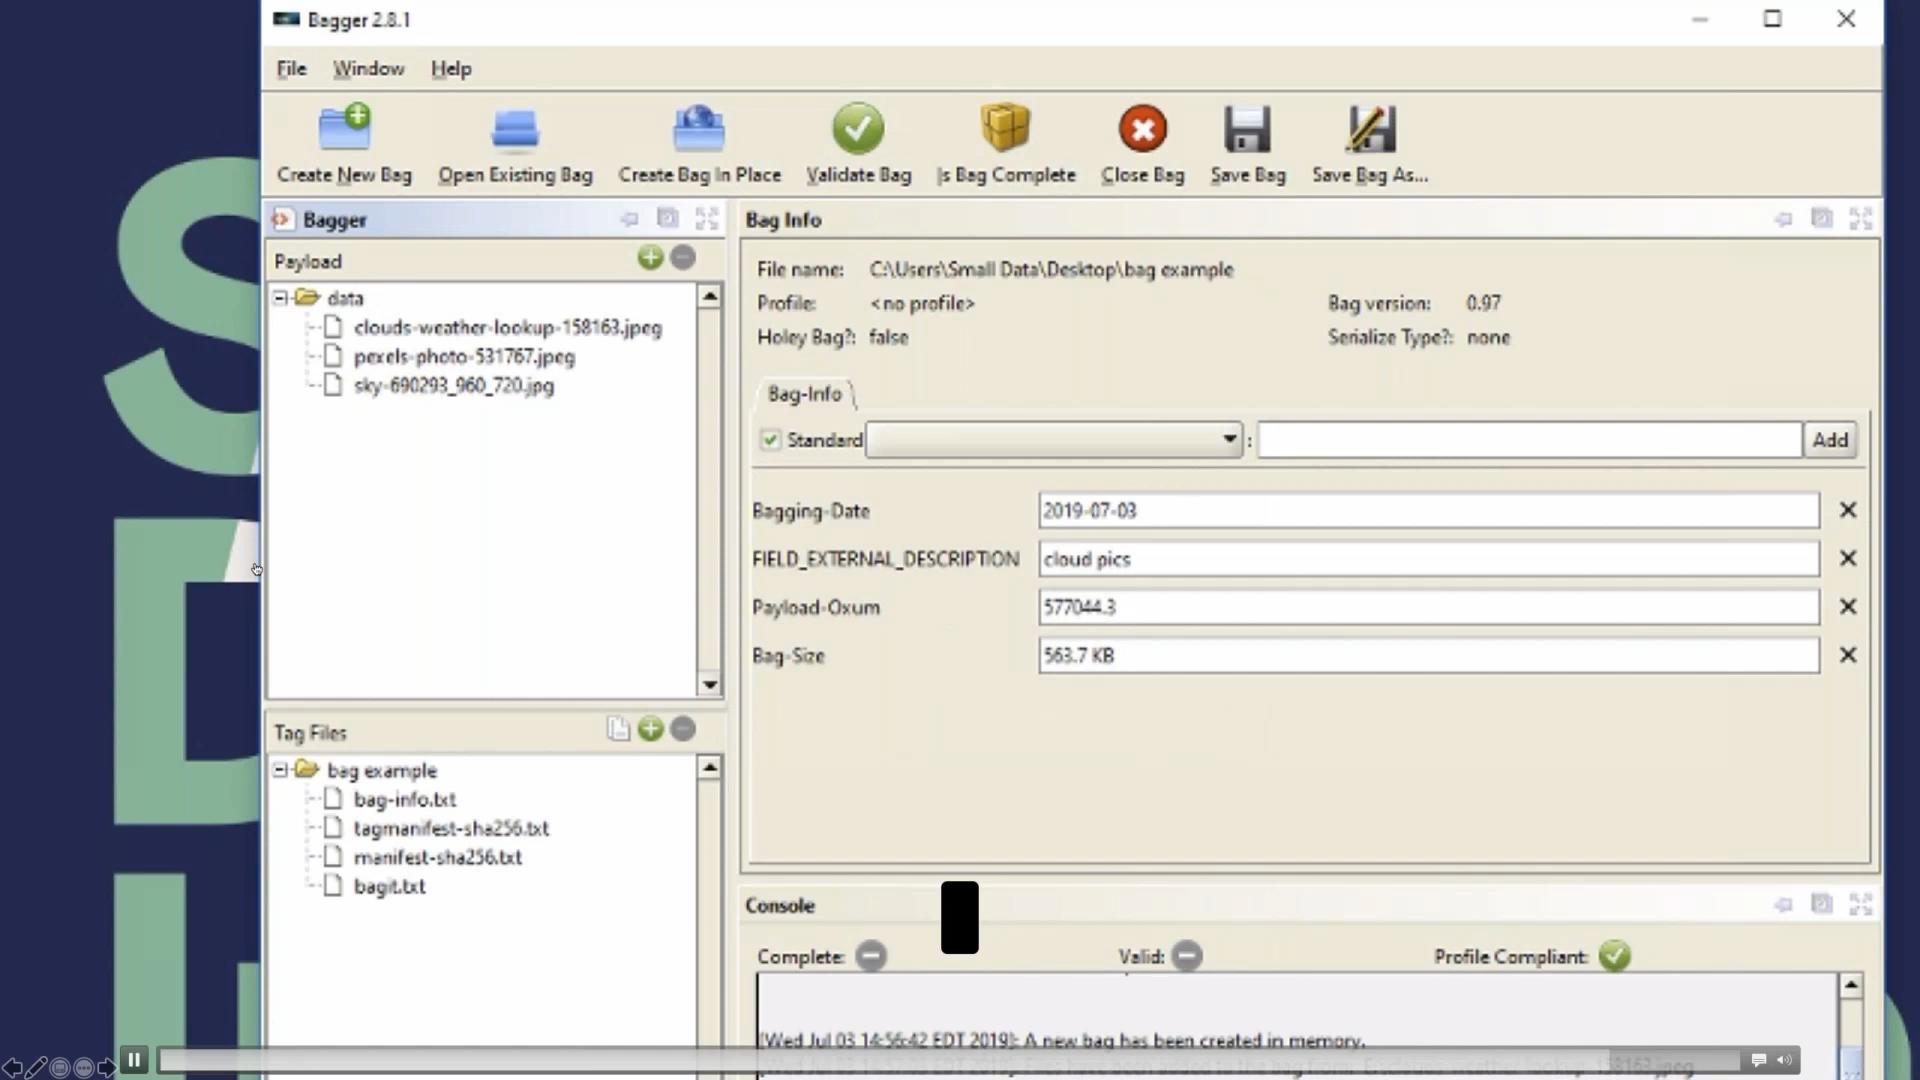 Bagger 2.8.1
File Window Help
Create New Bag Open Existing Bag Create Bag In Place Validate Bag Is Bag Complete Close Bag Save Bag Save Bag As...
Bagger
Payload
data
clouds-weather-lookup-158163.jpeg
pexels-photo-531767.jpeg
sky-690293_960_720.jpg
Tag Files
bag example
bag-info.txt
tagmanifest-sha256.txt
manifest-sha256.txt
bagit.txt
Bag Info
File name: C:\Users\Small Data\Desktop\bag example
Profile: <no profile> Bag version: 0.97
Holey Bag?: false Serialize Type?: none
Bag-Info
Standard : Add
Bagging-Date 2019-07-03
FIELD_EXTERNAL_DESCRIPTION cloud pics
Payload-Oxum 577044.3
Bag-Size 563.7 KB
Console
Complete: Valid: Profile Compliant:
[Wed Jul 03 14:56:42 EDT 2019]: A new bag has been created in memory.